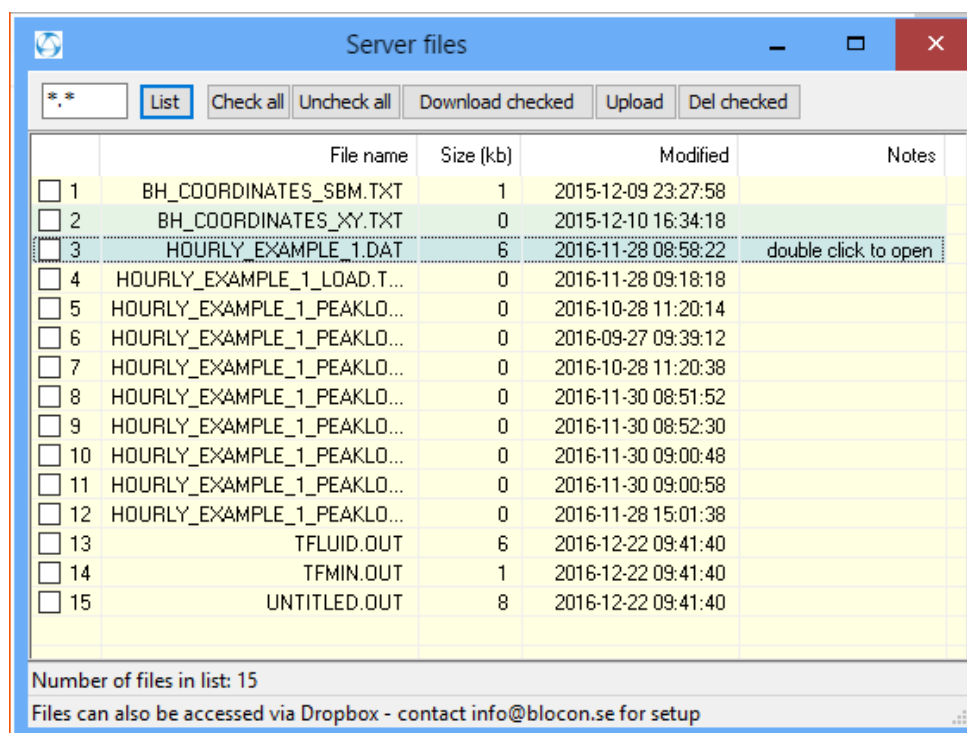 Server files
*.* List Check all Uncheck all Download checked Upload Del checked
File name Size (kb) Modified Notes
1 BH_COORDINATES_SBM.TXT 1 2015-12-09 23:27:58
2 BH_COORDINATES_XY.TXT 0 2015-12-10 16:34:18
3 HOURLY_EXAMPLE_1.DAT 6 2016-11-28 08:58:22 double click to open
4 HOURLY_EXAMPLE_1_LOAD.T... 0 2016-11-28 09:18:18
5 HOURLY_EXAMPLE_1_PEAKLO... 0 2016-10-28 11:20:14
6 HOURLY_EXAMPLE_1_PEAKLO... 0 2016-09-27 09:39:12
7 HOURLY_EXAMPLE_1_PEAKLO... 0 2016-10-28 11:20:38
8 HOURLY_EXAMPLE_1_PEAKLO... 0 2016-11-30 08:51:52
9 HOURLY_EXAMPLE_1_PEAKLO... 0 2016-11-30 08:52:30
10 HOURLY_EXAMPLE_1_PEAKLO... 0 2016-11-30 09:00:48
11 HOURLY_EXAMPLE_1_PEAKLO... 0 2016-11-30 09:00:58
12 HOURLY_EXAMPLE_1_PEAKLO... 0 2016-11-28 15:01:38
13 TFLUID.OUT 6 2016-12-22 09:41:40
14 TFMIN.OUT 1 2016-12-22 09:41:40
15 UNTITLED.OUT 8 2016-12-22 09:41:40
Number of files in list: 15
Files can also be accessed via Dropbox - contact info@blocon.se for setup